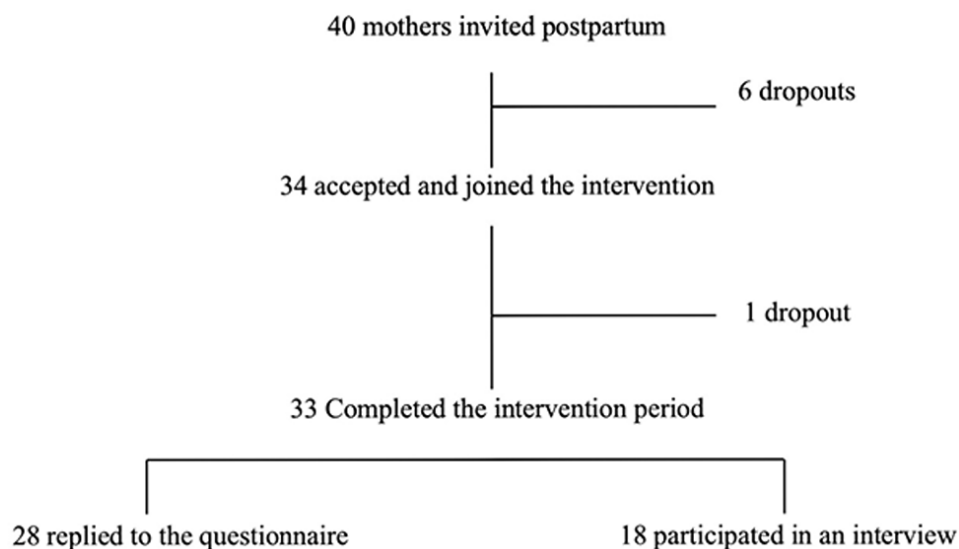 40 mothers invited postpartum
6 dropouts
34 accepted and joined the intervention
1 dropout
33 Completed the intervention period
28 replied to the questionnaire
18 participated in an interview